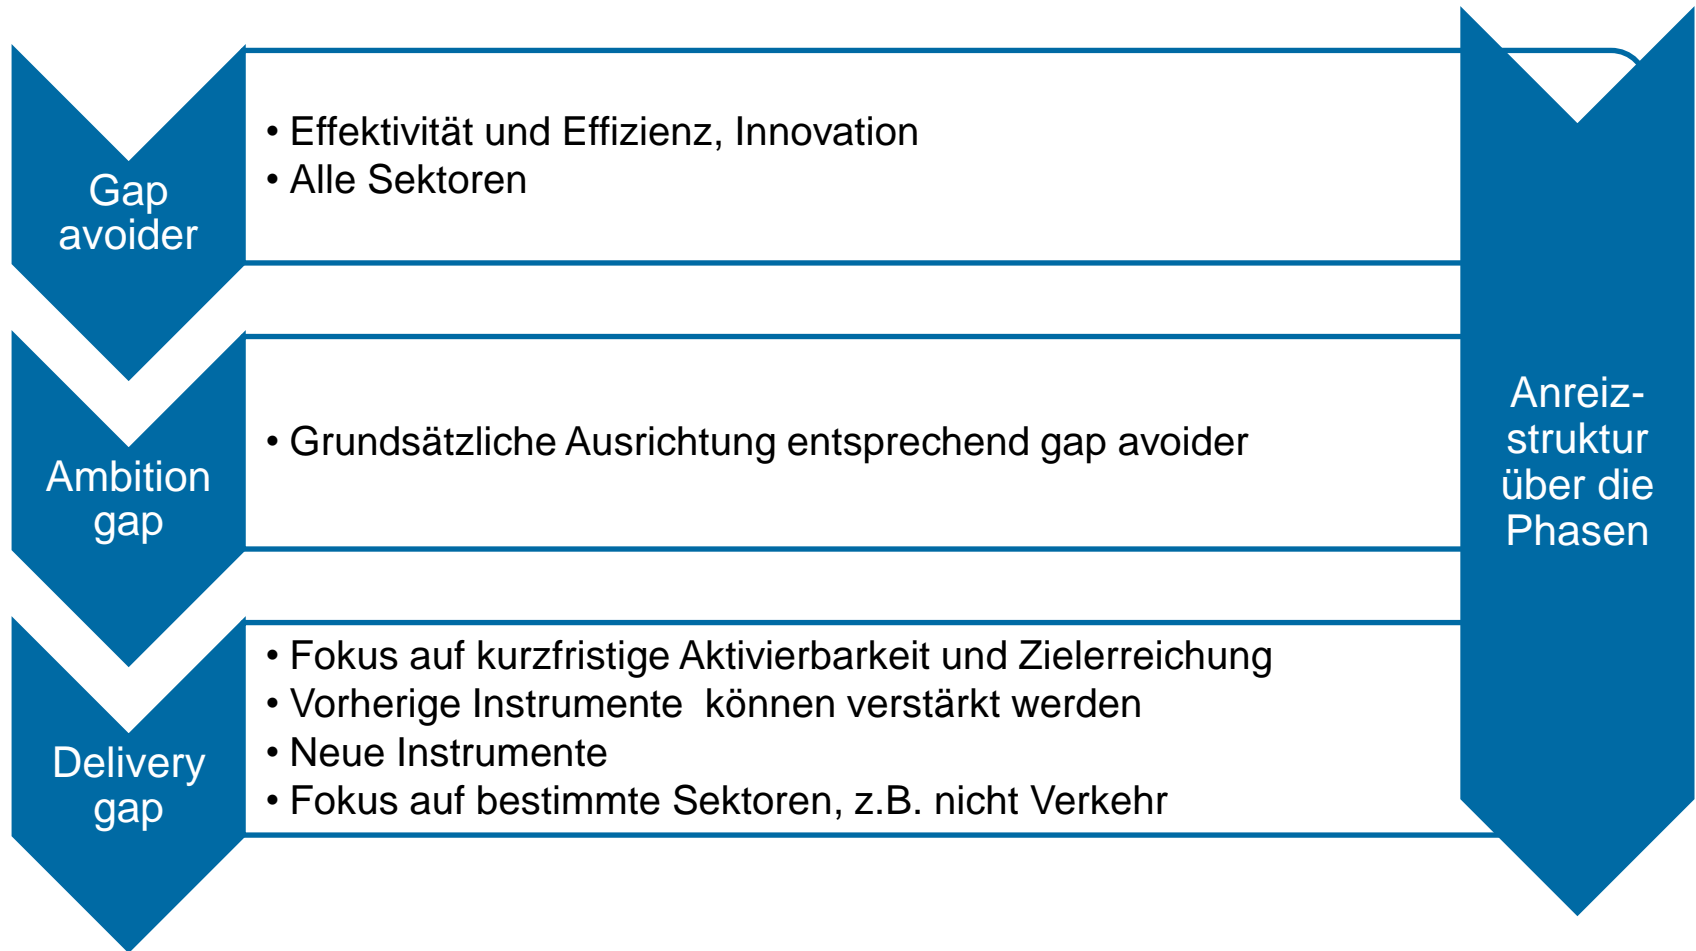 Gap
avoider
• Effektivität und Effizienz, Innovation
• Alle Sektoren
Ambition
gap
• Grundsätzliche Ausrichtung entsprechend gap avoider
Delivery
gap
• Fokus auf kurzfristige Aktivierbarkeit und Zielerreichung
• Vorherige Instrumente  können verstärkt werden
• Neue Instrumente
• Fokus auf bestimmte Sektoren, z.B. nicht Verkehr
Anreiz-
struktur
über die
Phasen